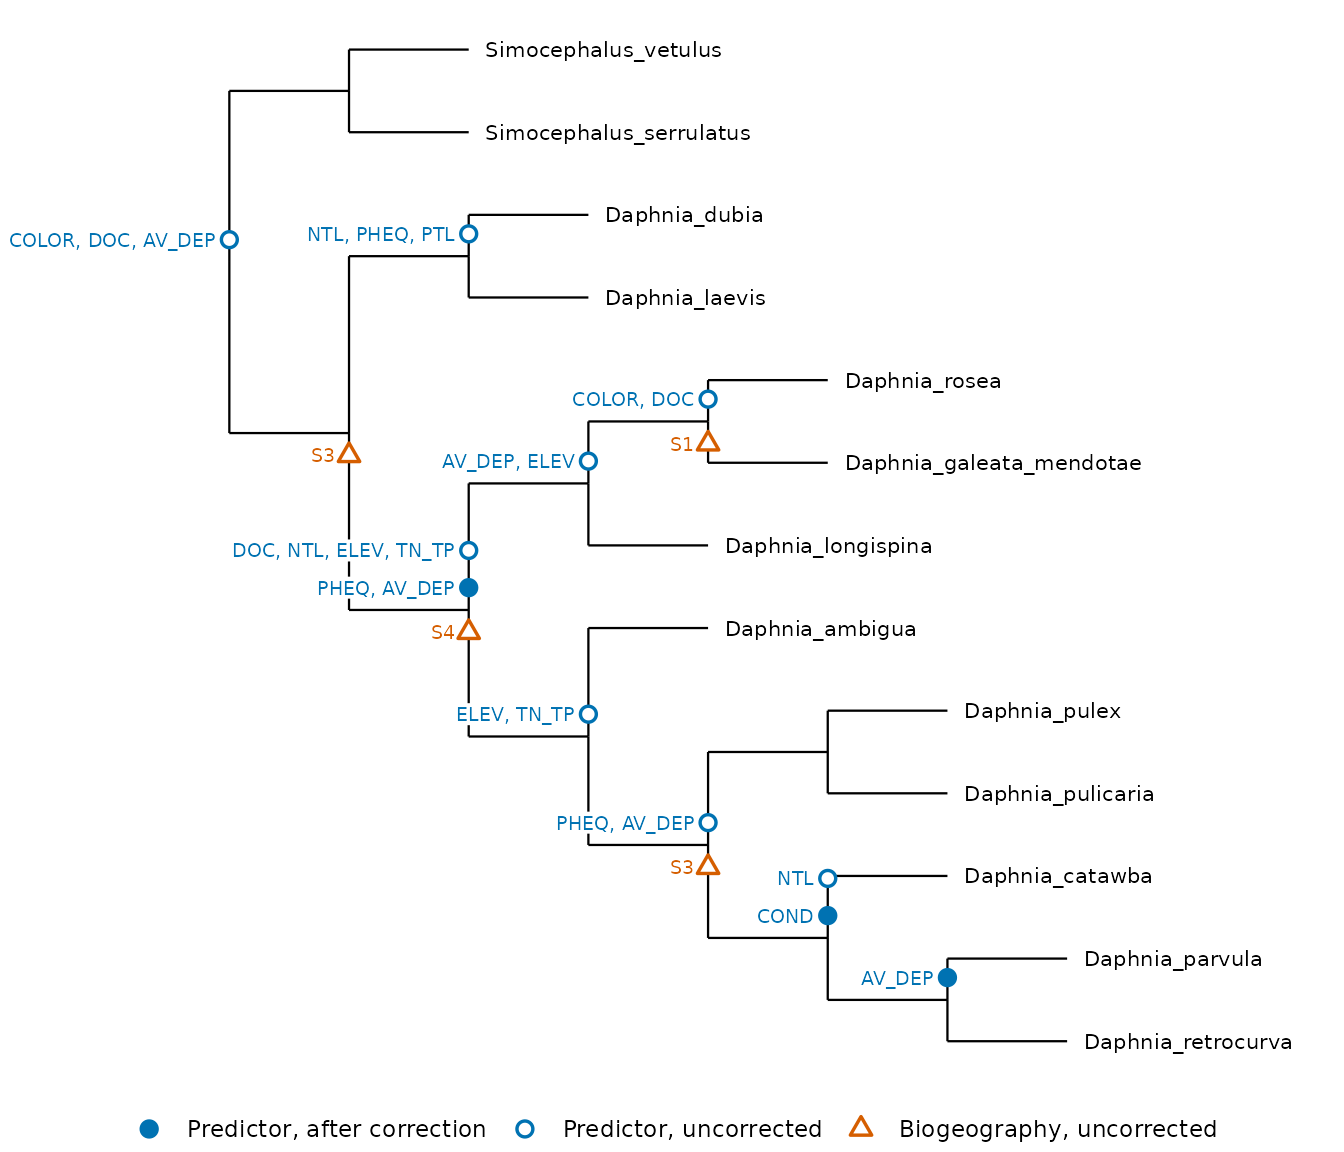 Simocephalus_vetulus
Simocephalus_serrulatus
Daphnia_dubia
NTL, PHEQ, PTL
COLOR, DOC, AV_DEP
Daphnia_laevis
Daphnia_rosea
COLOR, DOC
S1
S3
AV_DEP, ELEV
Daphnia_galeata_mendotae
Daphnia_longispina
DOC, NTL, ELEV, TN_TP
PHEQ, AV_DEP
S4
Daphnia_ambigua
ELEV, TN_TP
Daphnia_pulex
Daphnia_pulicaria
PHEQ, AV_DEP
S3
NTL
Daphnia_catawba
COND
Daphnia_parvula
AV_DEP
Daphnia_retrocurva
Predictor, after correction
Predictor, uncorrected
Biogeography, uncorrected